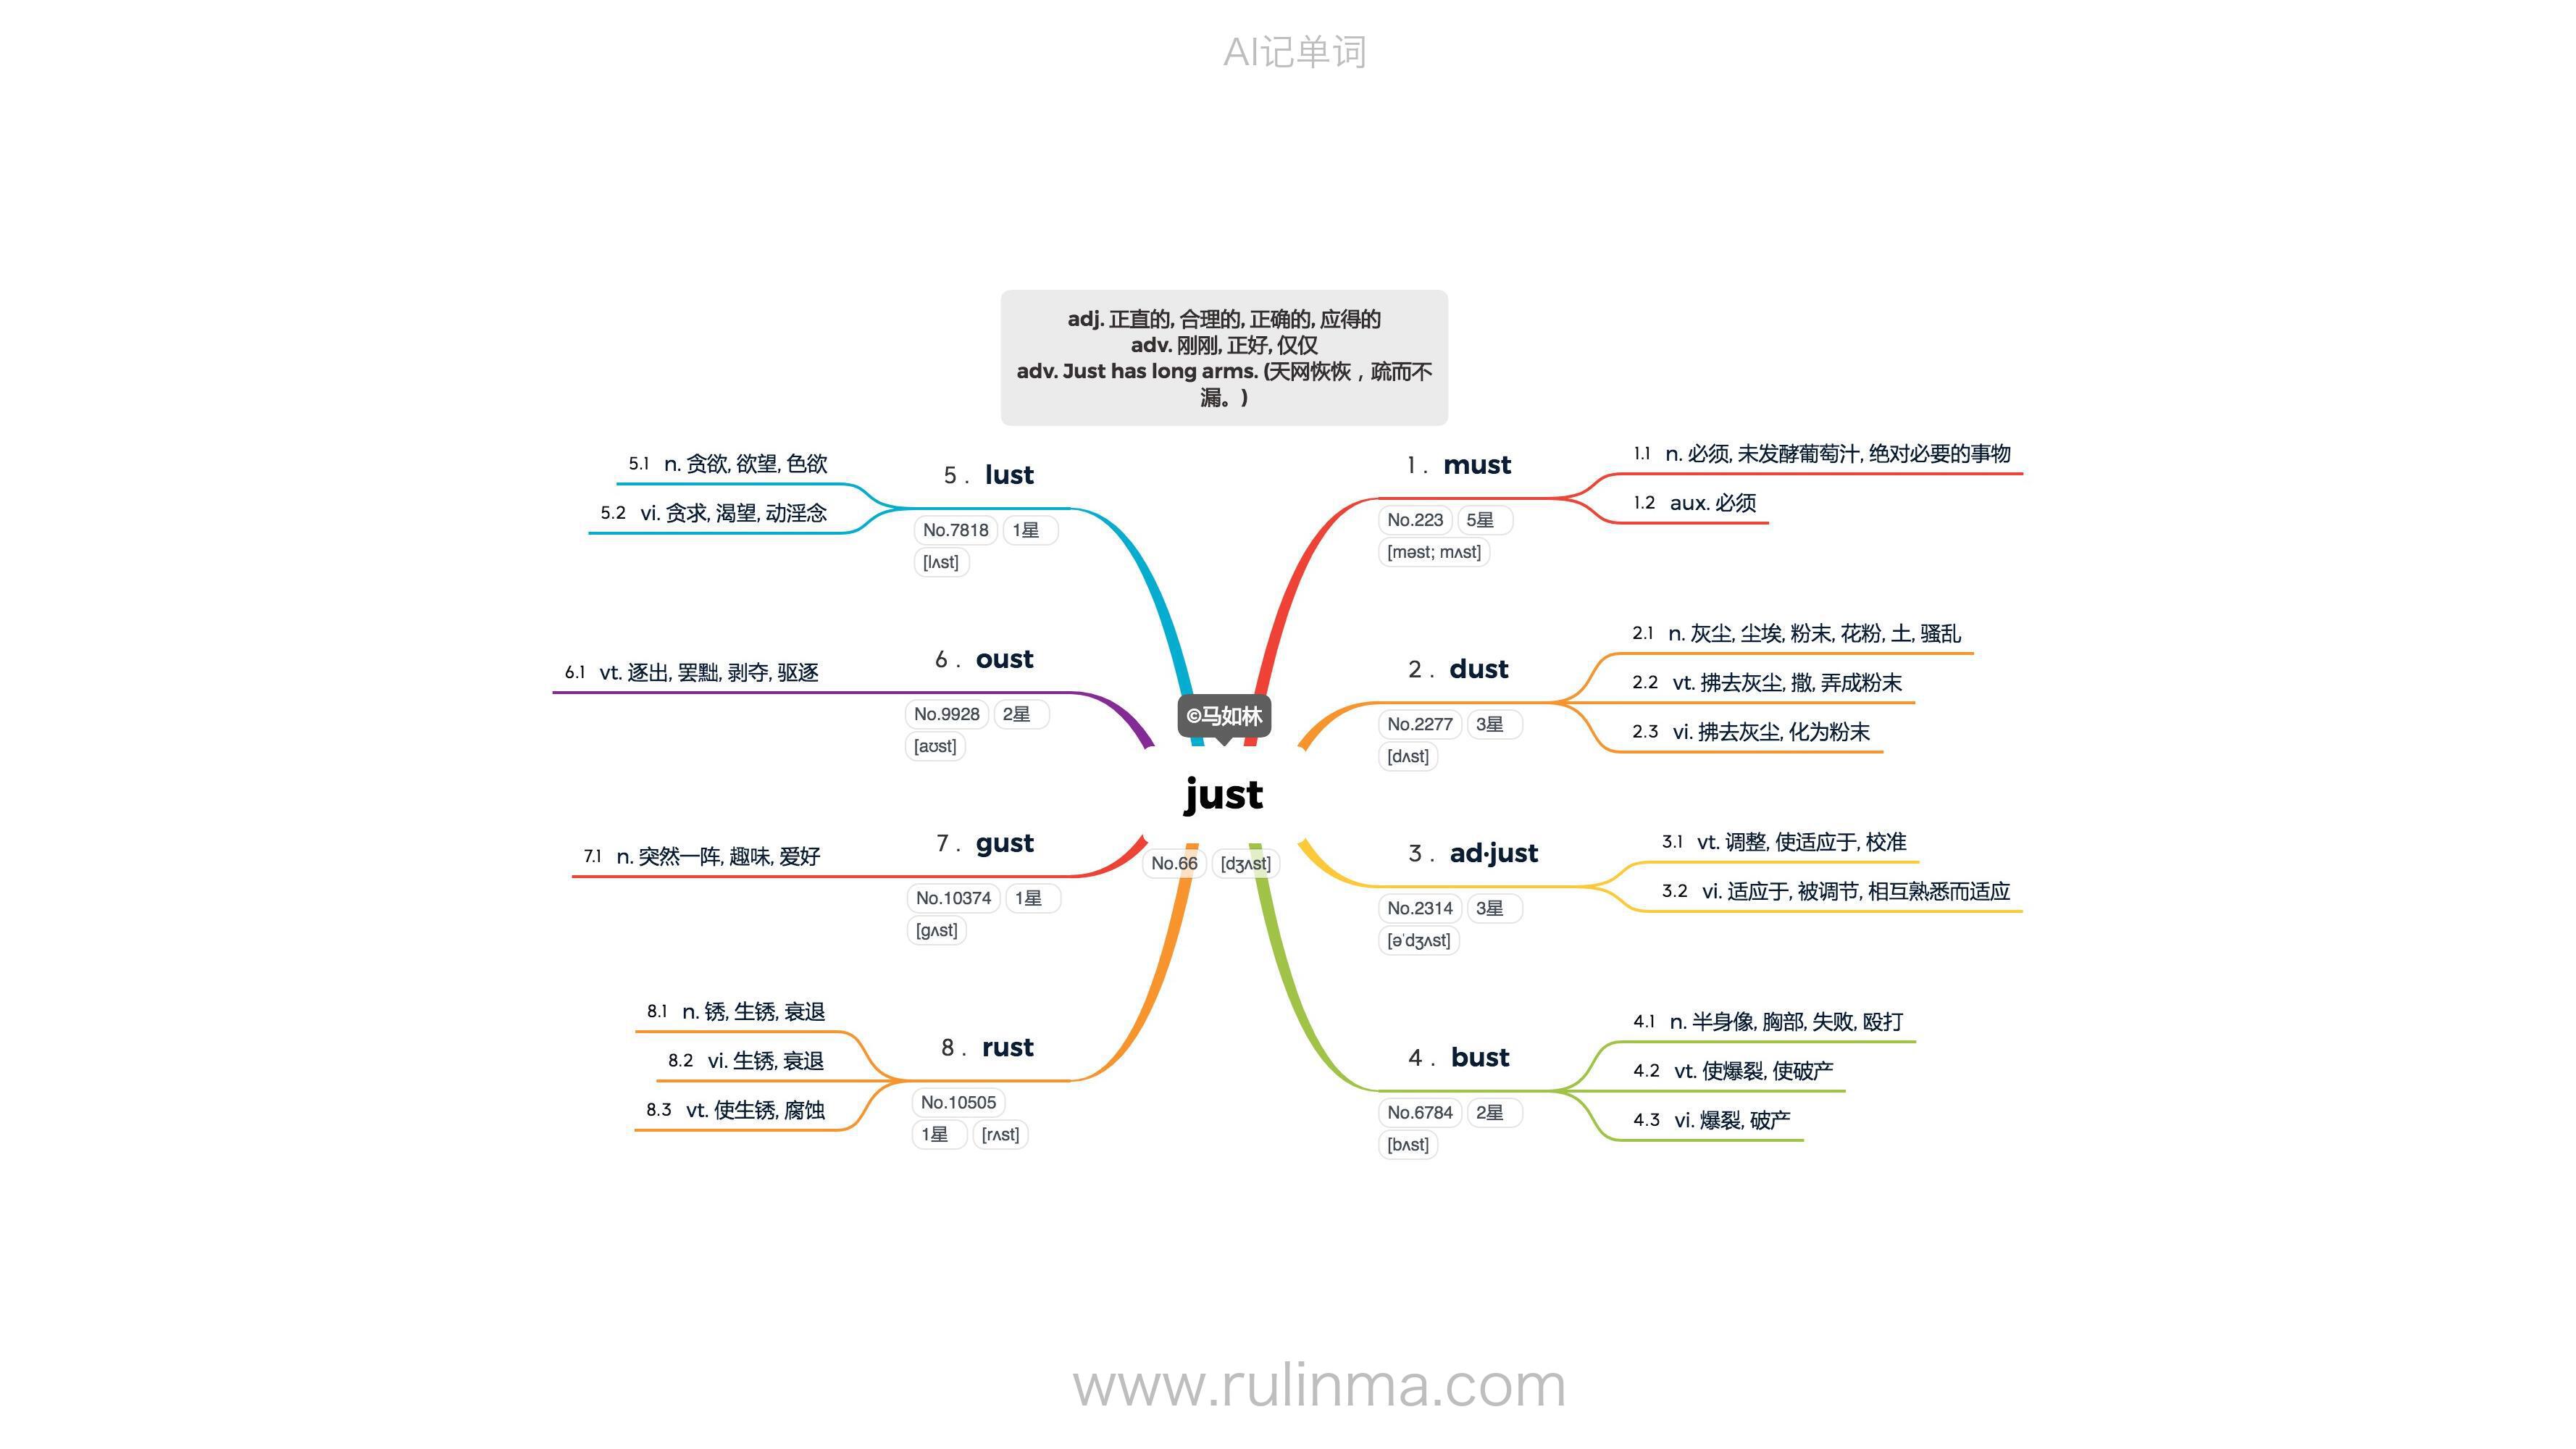 AI记单词
adj. 正直的, 合理的, 正确的, 应得的
adv. 刚刚, 正好, 仅仅
adv. Just has long arms. (天网恢恢，疏而不
漏。)
©马如林
just
No.66 [dʒʌst]
1. must
No.223 5星
[məst; mʌst]
1.1 n. 必须, 未发酵葡萄汁, 绝对必要的事物
1.2 aux. 必须
2. dust
No.2277 3星
[dʌst]
2.1 n. 灰尘, 尘埃, 粉末, 花粉, 土, 骚乱
2.2 vt. 拂去灰尘, 撒, 弄成粉末
2.3 vi. 拂去灰尘, 化为粉末
3. ad·just
No.2314 3星
[əˈdʒʌst]
3.1 vt. 调整, 使适应于, 校准
3.2 vi. 适应于, 被调节, 相互熟悉而适应
4. bust
No.6784 2星
[bʌst]
4.1 n. 半身像, 胸部, 失败, 殴打
4.2 vt. 使爆裂, 使破产
4.3 vi. 爆裂, 破产
5. lust
No.7818 1星
[lʌst]
5.1 n. 贪欲, 欲望, 色欲
5.2 vi. 贪求, 渴望, 动淫念
6. oust
No.9928 2星
[aʊst]
6.1 vt. 逐出, 罢黜, 剥夺, 驱逐
7. gust
No.10374 1星
[gʌst]
7.1 n. 突然一阵, 趣味, 爱好
8. rust
No.10505
1星 [rʌst]
8.1 n. 锈, 生锈, 衰退
8.2 vi. 生锈, 衰退
8.3 vt. 使生锈, 腐蚀
www.rulinma.com